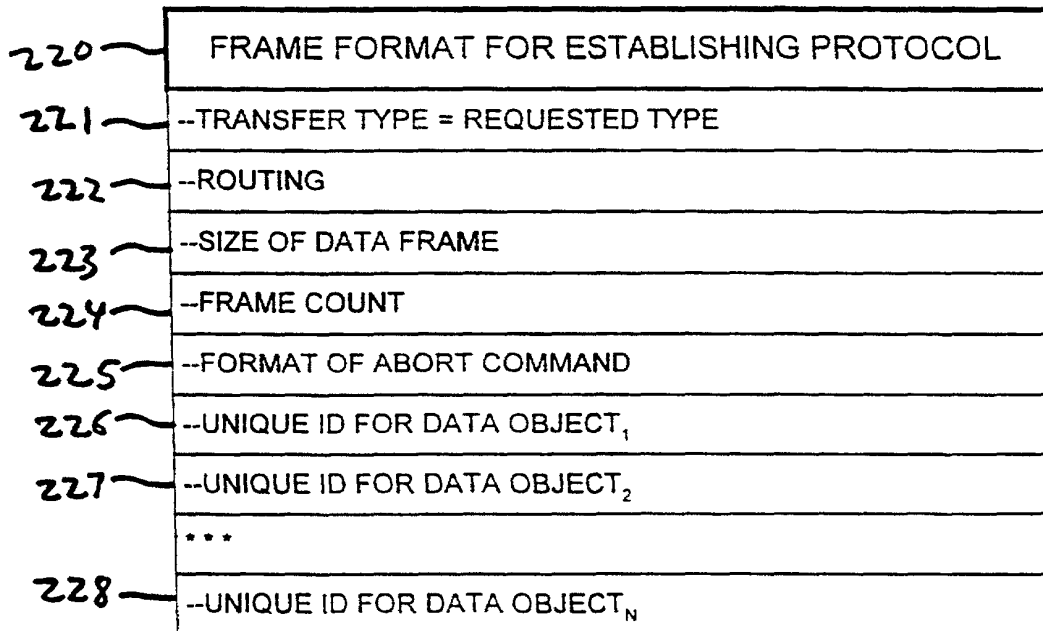 220 FRAME FORMAT FOR ESTABLISHING PROTOCOL
221 --TRANSFER TYPE = REQUESTED TYPE
222 --ROUTING
223 --SIZE OF DATA FRAME
224 --FRAME COUNT
225 --FORMAT OF ABORT COMMAND
226 --UNIQUE ID FOR DATA OBJECT₁
227 --UNIQUE ID FOR DATA OBJECT₂
* * *
228 --UNIQUE ID FOR DATA OBJECT_N